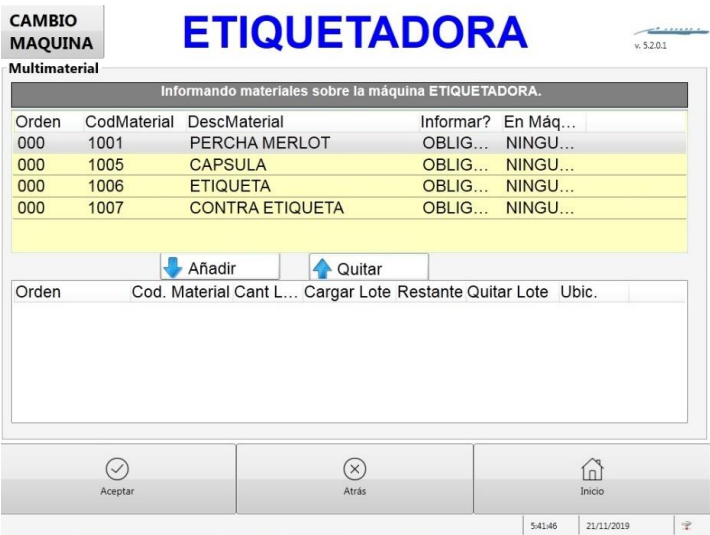 CAMBIO
MAQUINA
ETIQUETADORA
v. 5.2.0.1
Multimaterial
Informando materiales sobre la máquina ETIQUETADORA.
Orden CodMaterial DescMaterial Informar? En Máq...
000 1001 PERCHA MERLOT OBLIG... NINGU...
000 1005 CAPSULA OBLIG... NINGU...
000 1006 ETIQUETA OBLIG... NINGU...
000 1007 CONTRA ETIQUETA OBLIG... NINGU...
Añadir Quitar
Orden Cod. Material Cant L... Cargar Lote Restante Quitar Lote Ubic.
Aceptar Atrás Inicio
5:41:46 21/11/2019